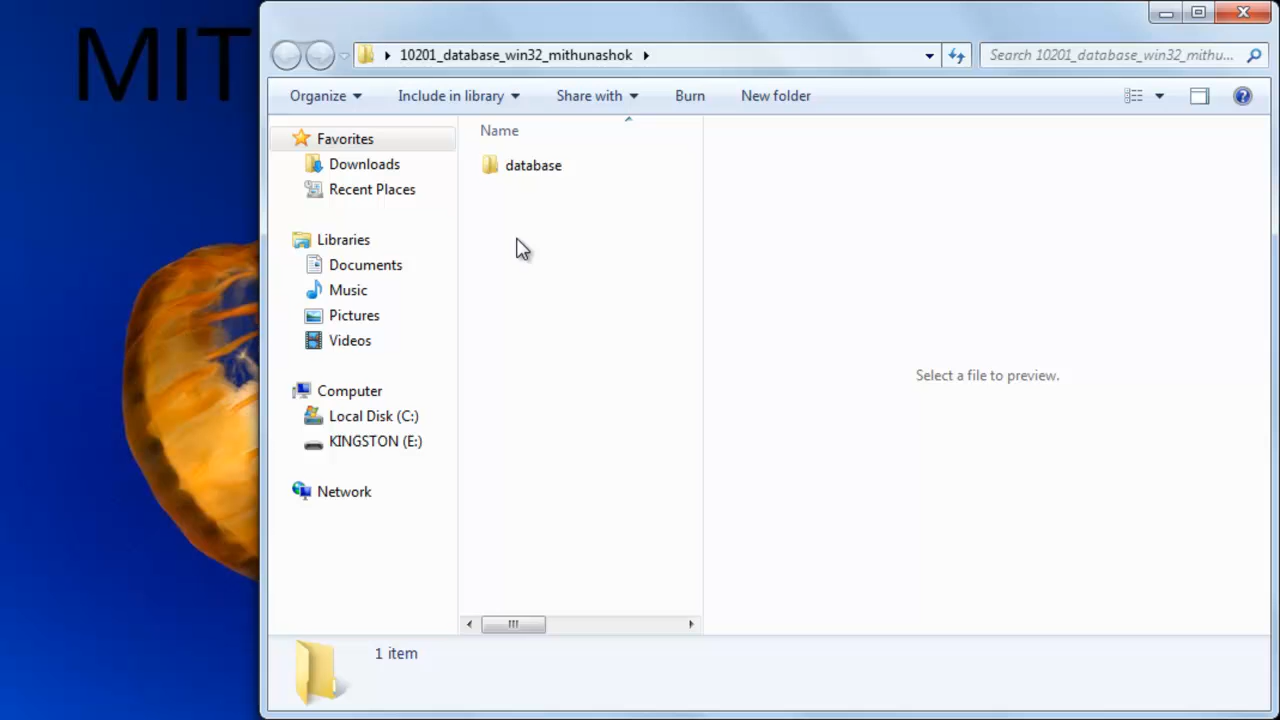 MIT
10201_database_win32_mithunashok
Search 10201_database_win32_mithu...
Organize
Include in library
Share with
Burn
New folder
Favorites
Downloads
Recent Places
Libraries
Documents
Music
Pictures
Videos
Computer
Local Disk (C:)
KINGSTON (E:)
Network
Name
database
Select a file to preview.
1 item